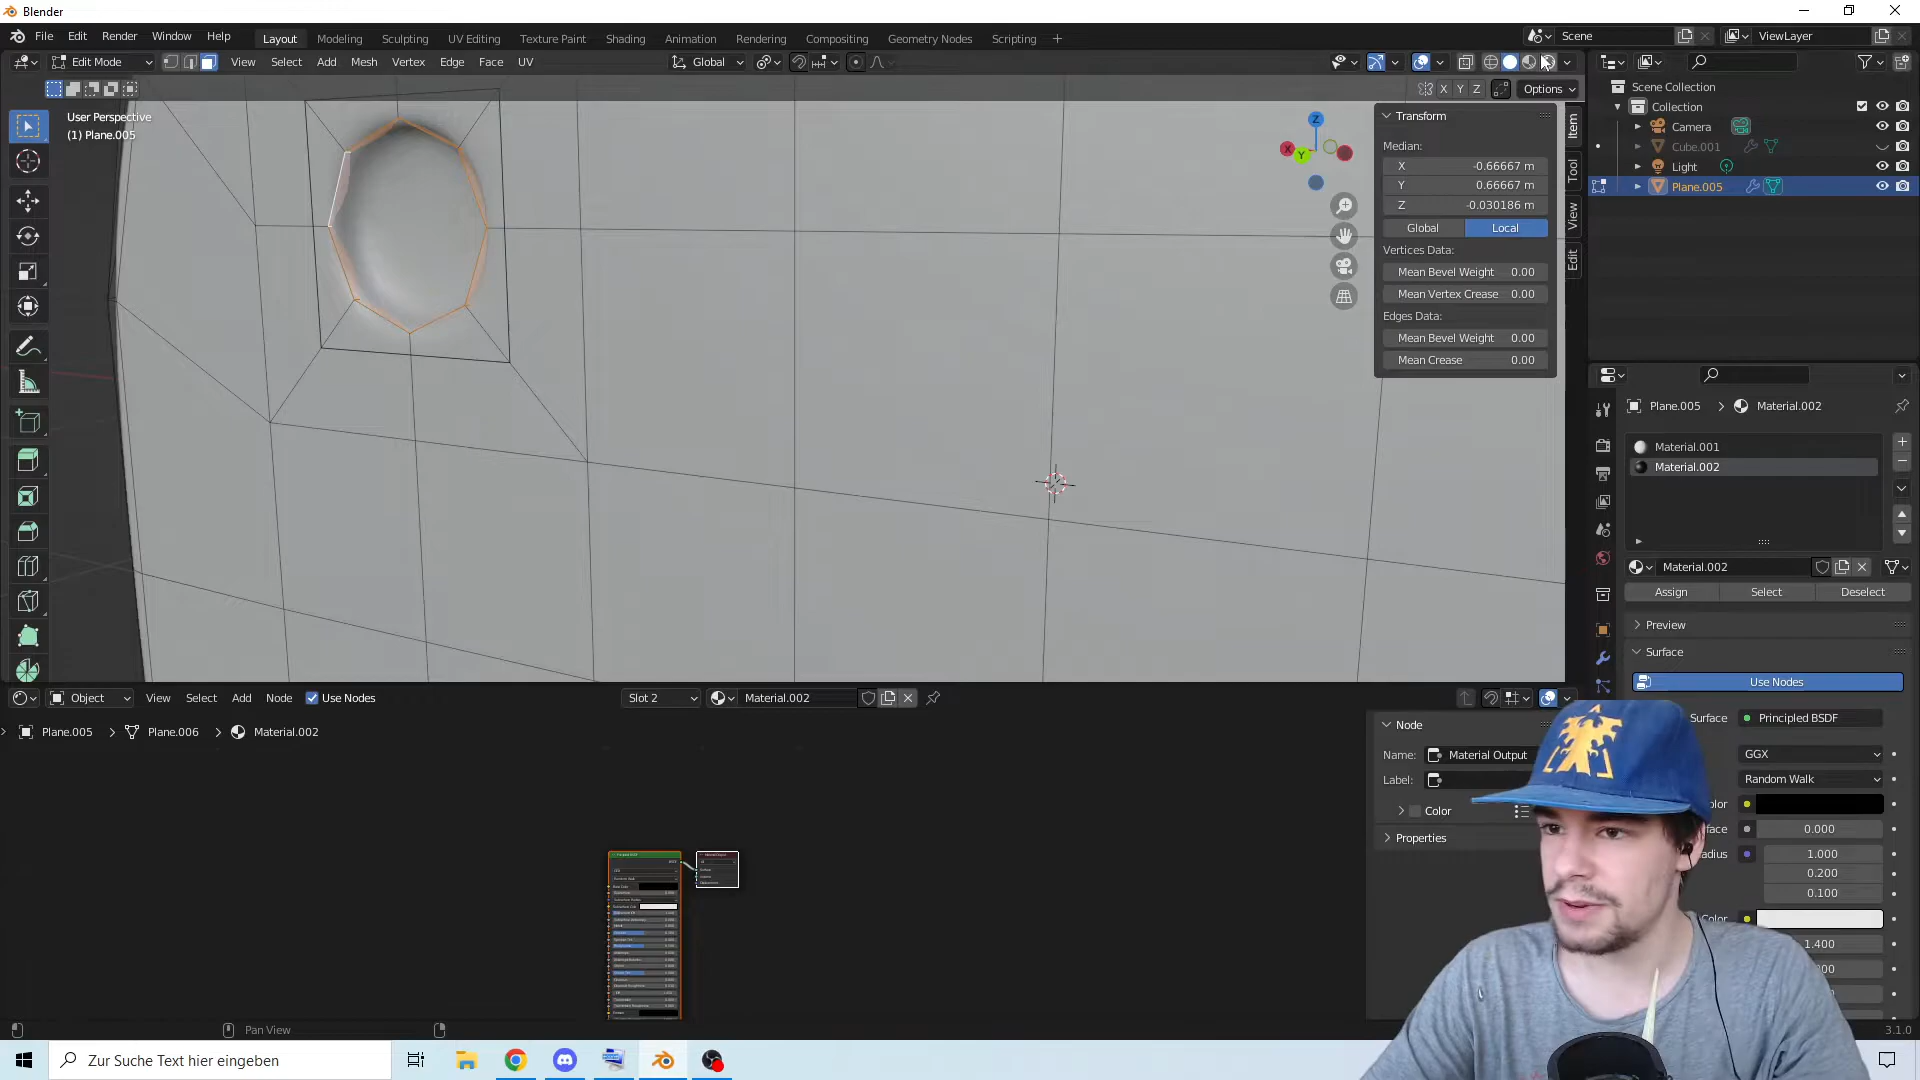 Blender
File Edit Render Window Help
Layout Modeling Sculpting UV Editing Texture Paint Shading Animation Rendering Compositing Geometry Nodes Scripting +
Scene
ViewLayer
Edit Mode
View Select Add Mesh Vertex Edge Face UV
Global
X Y Z
Options
User Perspective
(1) Plane.005
Z
X
Y
Transform
Median:
X -0.66667 m
Y 0.66667 m
Z -0.030186 m
Global Local
Vertices Data:
Mean Bevel Weight 0.00
Mean Vertex Crease 0.00
Edges Data:
Mean Bevel Weight 0.00
Mean Crease 0.00
Item
Tool
View
Edit
Scene Collection
Collection
Camera
Cube.001
Light
Plane.005
Plane.005 > Material.002
Material.001
Material.002
Material.002
Assign Select Deselect
Preview
Surface
Use Nodes
Surface Principled BSDF
GGX
Random Walk
0.000
1.000
0.200
0.100
1.400
Object
View Select Add Node Use Nodes
Slot 2
Material.002
Plane.005 > Plane.006 > Material.002
Node
Name: Material Output
Label:
Color
Properties
Pan View
3.1.0
Zur Suche Text hier eingeben